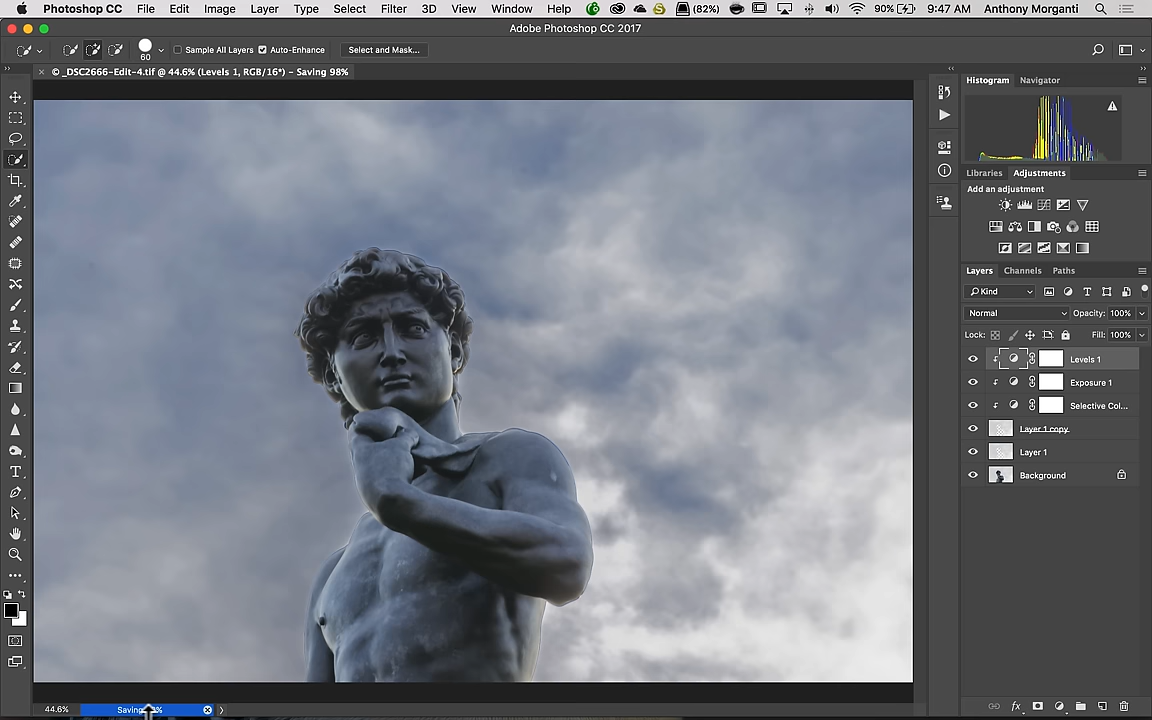 Photoshop CC File Edit Image Layer Type Select Filter 3D View Window Help (82%) 90% 9:47 AM Anthony Morganti
Adobe Photoshop CC 2017
60 Sample All Layers Auto-Enhance Select and Mask...
© _DSC2666-Edit-4.tif @ 44.6% (Levels 1, RGB/16*) - Saving 98%
Histogram Navigator
Libraries Adjustments
Add an adjustment
Layers Channels Paths
Kind
Normal Opacity: 100%
Lock: Fill: 100%
Levels 1
Exposure 1
Selective Col...
Layer 1 copy
Layer 1
Background
fx
44.6%